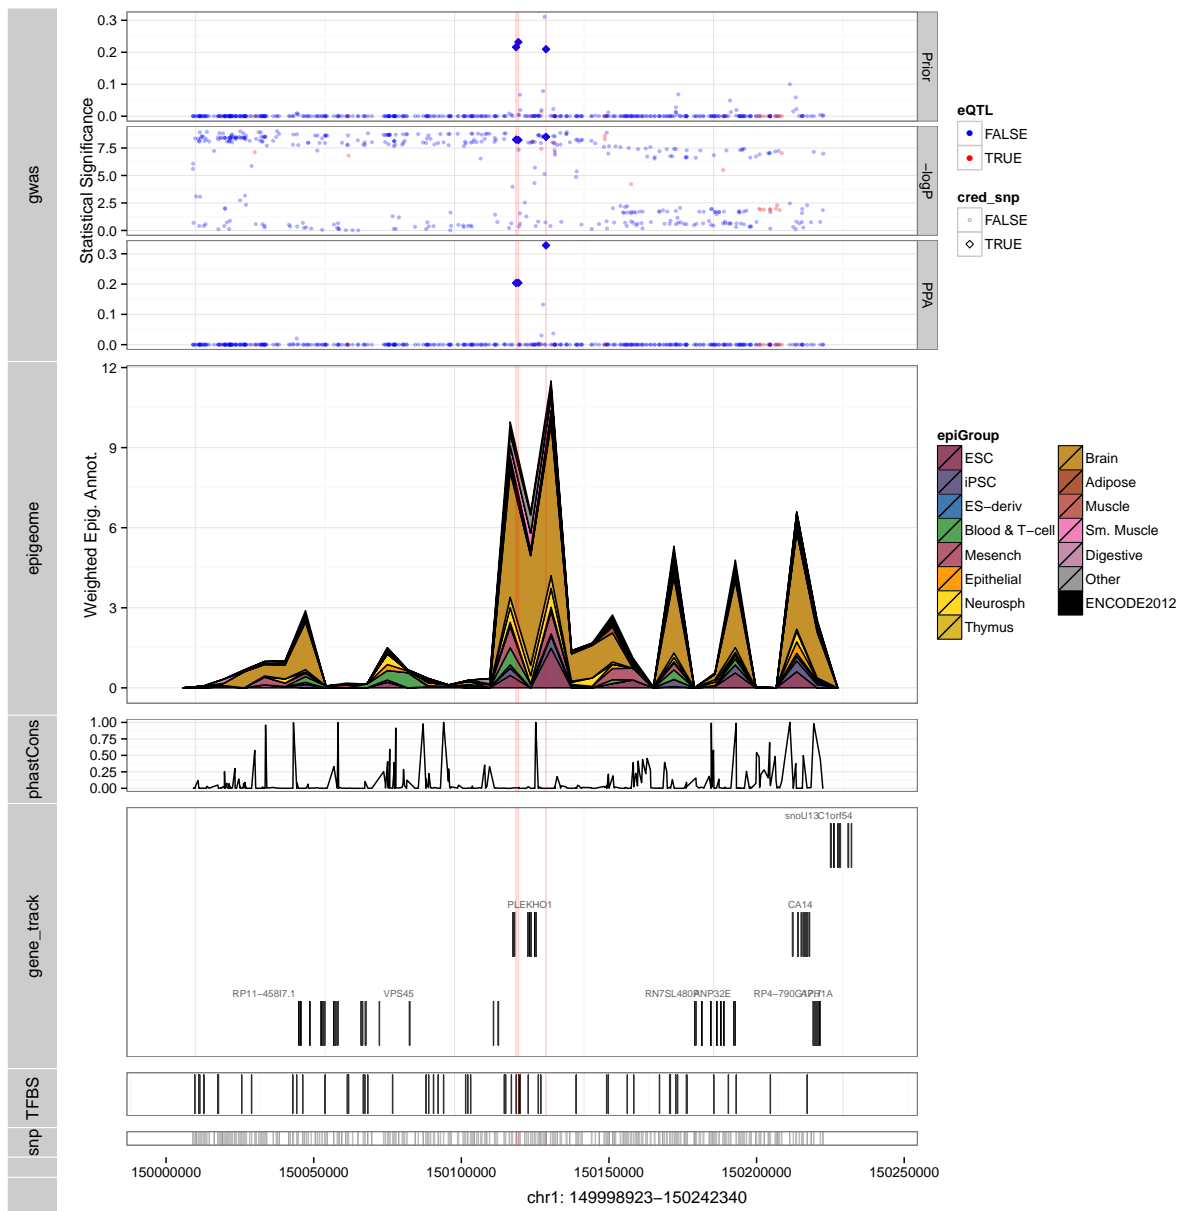 gwas
Statistical Significance
0.3
0.2
0.1
0.0
Prior
7.5
5.0
2.5
0.0
−logP
0.3
0.2
0.1
0.0
PPA
eQTL
FALSE
TRUE
cred_snp
FALSE
TRUE
epigeome
Weighted Epig. Annot.
12
9
6
3
0
epiGroup
ESC
iPSC
ES−deriv
Blood & T−cell
Mesench
Epithelial
Neurosph
Thymus
Brain
Adipose
Muscle
Sm. Muscle
Digestive
Other
ENCODE2012
phastCons
1.00
0.75
0.50
0.25
0.00
gene_track
snoU13 C1orf54
PLEKHO1 CA14
RP11−458I7.1 VPS45 ANP32E
TFBS
snp
150000000 150050000 150100000 150150000 150200000 150250000
chr1: 149998923−150242340